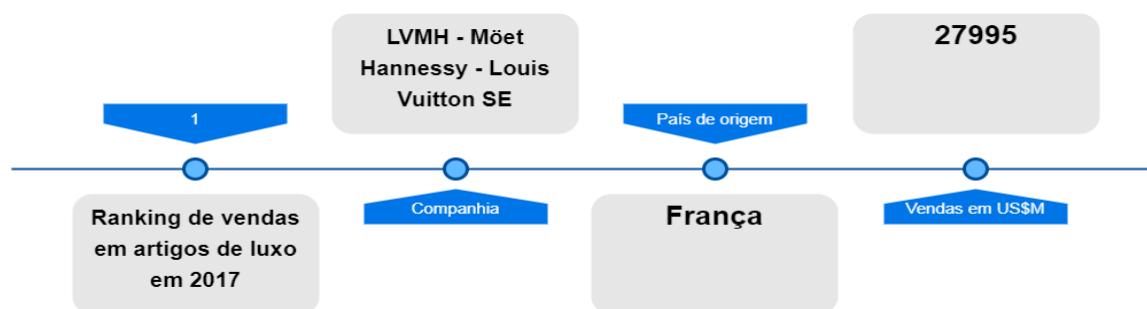 1
Ranking de vendas
em artigos de luxo
em 2017
LVMH - Möet
Hannessy - Louis
Vuitton SE
Companhia
País de origem
França
27995
Vendas em US$M